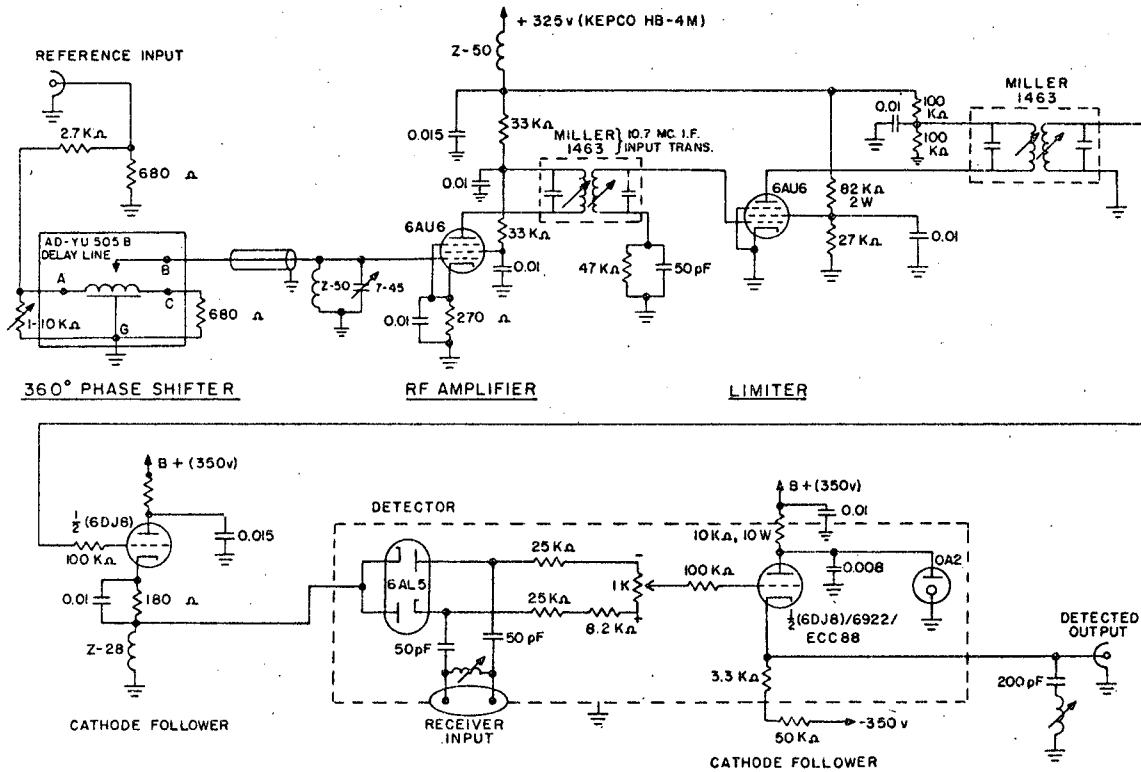 + 325v (KEPCO HB-4M)
Z-50
REFERENCE INPUT
2.7 KΩ
680 Ω
AD-YU 505 B
DELAY LINE
A
B
C
G
1-10 KΩ
680 Ω
360° PHASE SHIFTER
Z-50
7-45
0.015
33 KΩ
0.01
6AU6
33 KΩ
0.01
0.01
270 Ω
RF AMPLIFIER
MILLER
1463
10.7 MC. I.F.
INPUT TRANS.
47 KΩ
50 pF
6AU6
82 KΩ
2 W
27 KΩ
0.01
LIMITER
0.01
100
KΩ
100
KΩ
MILLER
1463
B + (350v)
½ (6DJ8)
100 KΩ
0.015
0.01
180 Ω
Z-28
CATHODE FOLLOWER
DETECTOR
6AL5
25 KΩ
25 KΩ
8.2 KΩ
50 pF
50 pF
RECEIVER
INPUT
-
1 K
+
100 KΩ
B + (350v)
0.01
10 KΩ, 10 W
0.008
OA2
½ (6DJ8)/6922/
ECC 88
3.3 KΩ
50 KΩ
-350 v
CATHODE FOLLOWER
DETECTED
OUTPUT
200 pF